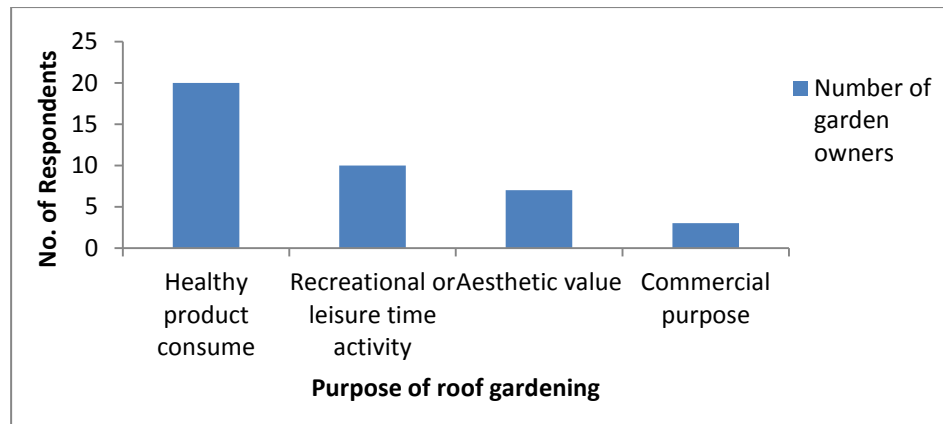 25
20
15
10
5
0
No. of Respondents
Healthy
product
consume
Recreational or
leisure time
activity
Aesthetic value
Commercial
purpose
Purpose of roof gardening
Number of
garden
owners